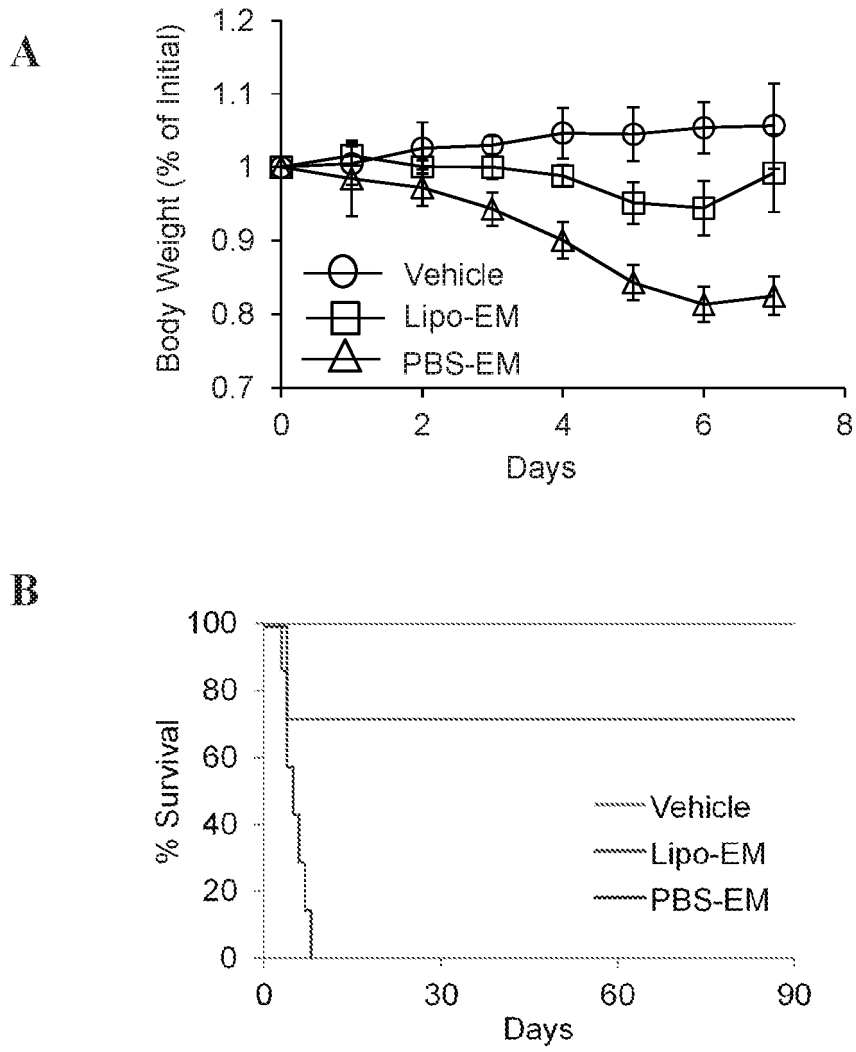 A
Body Weight (% of Initial)
1.2
1.1
1
0.9
0.8
0.7
Vehicle
Lipo-EM
PBS-EM
0 2 4 6 8
Days
B
% Survival
100
80
60
40
20
0
Vehicle
Lipo-EM
PBS-EM
0 30 60 90
Days